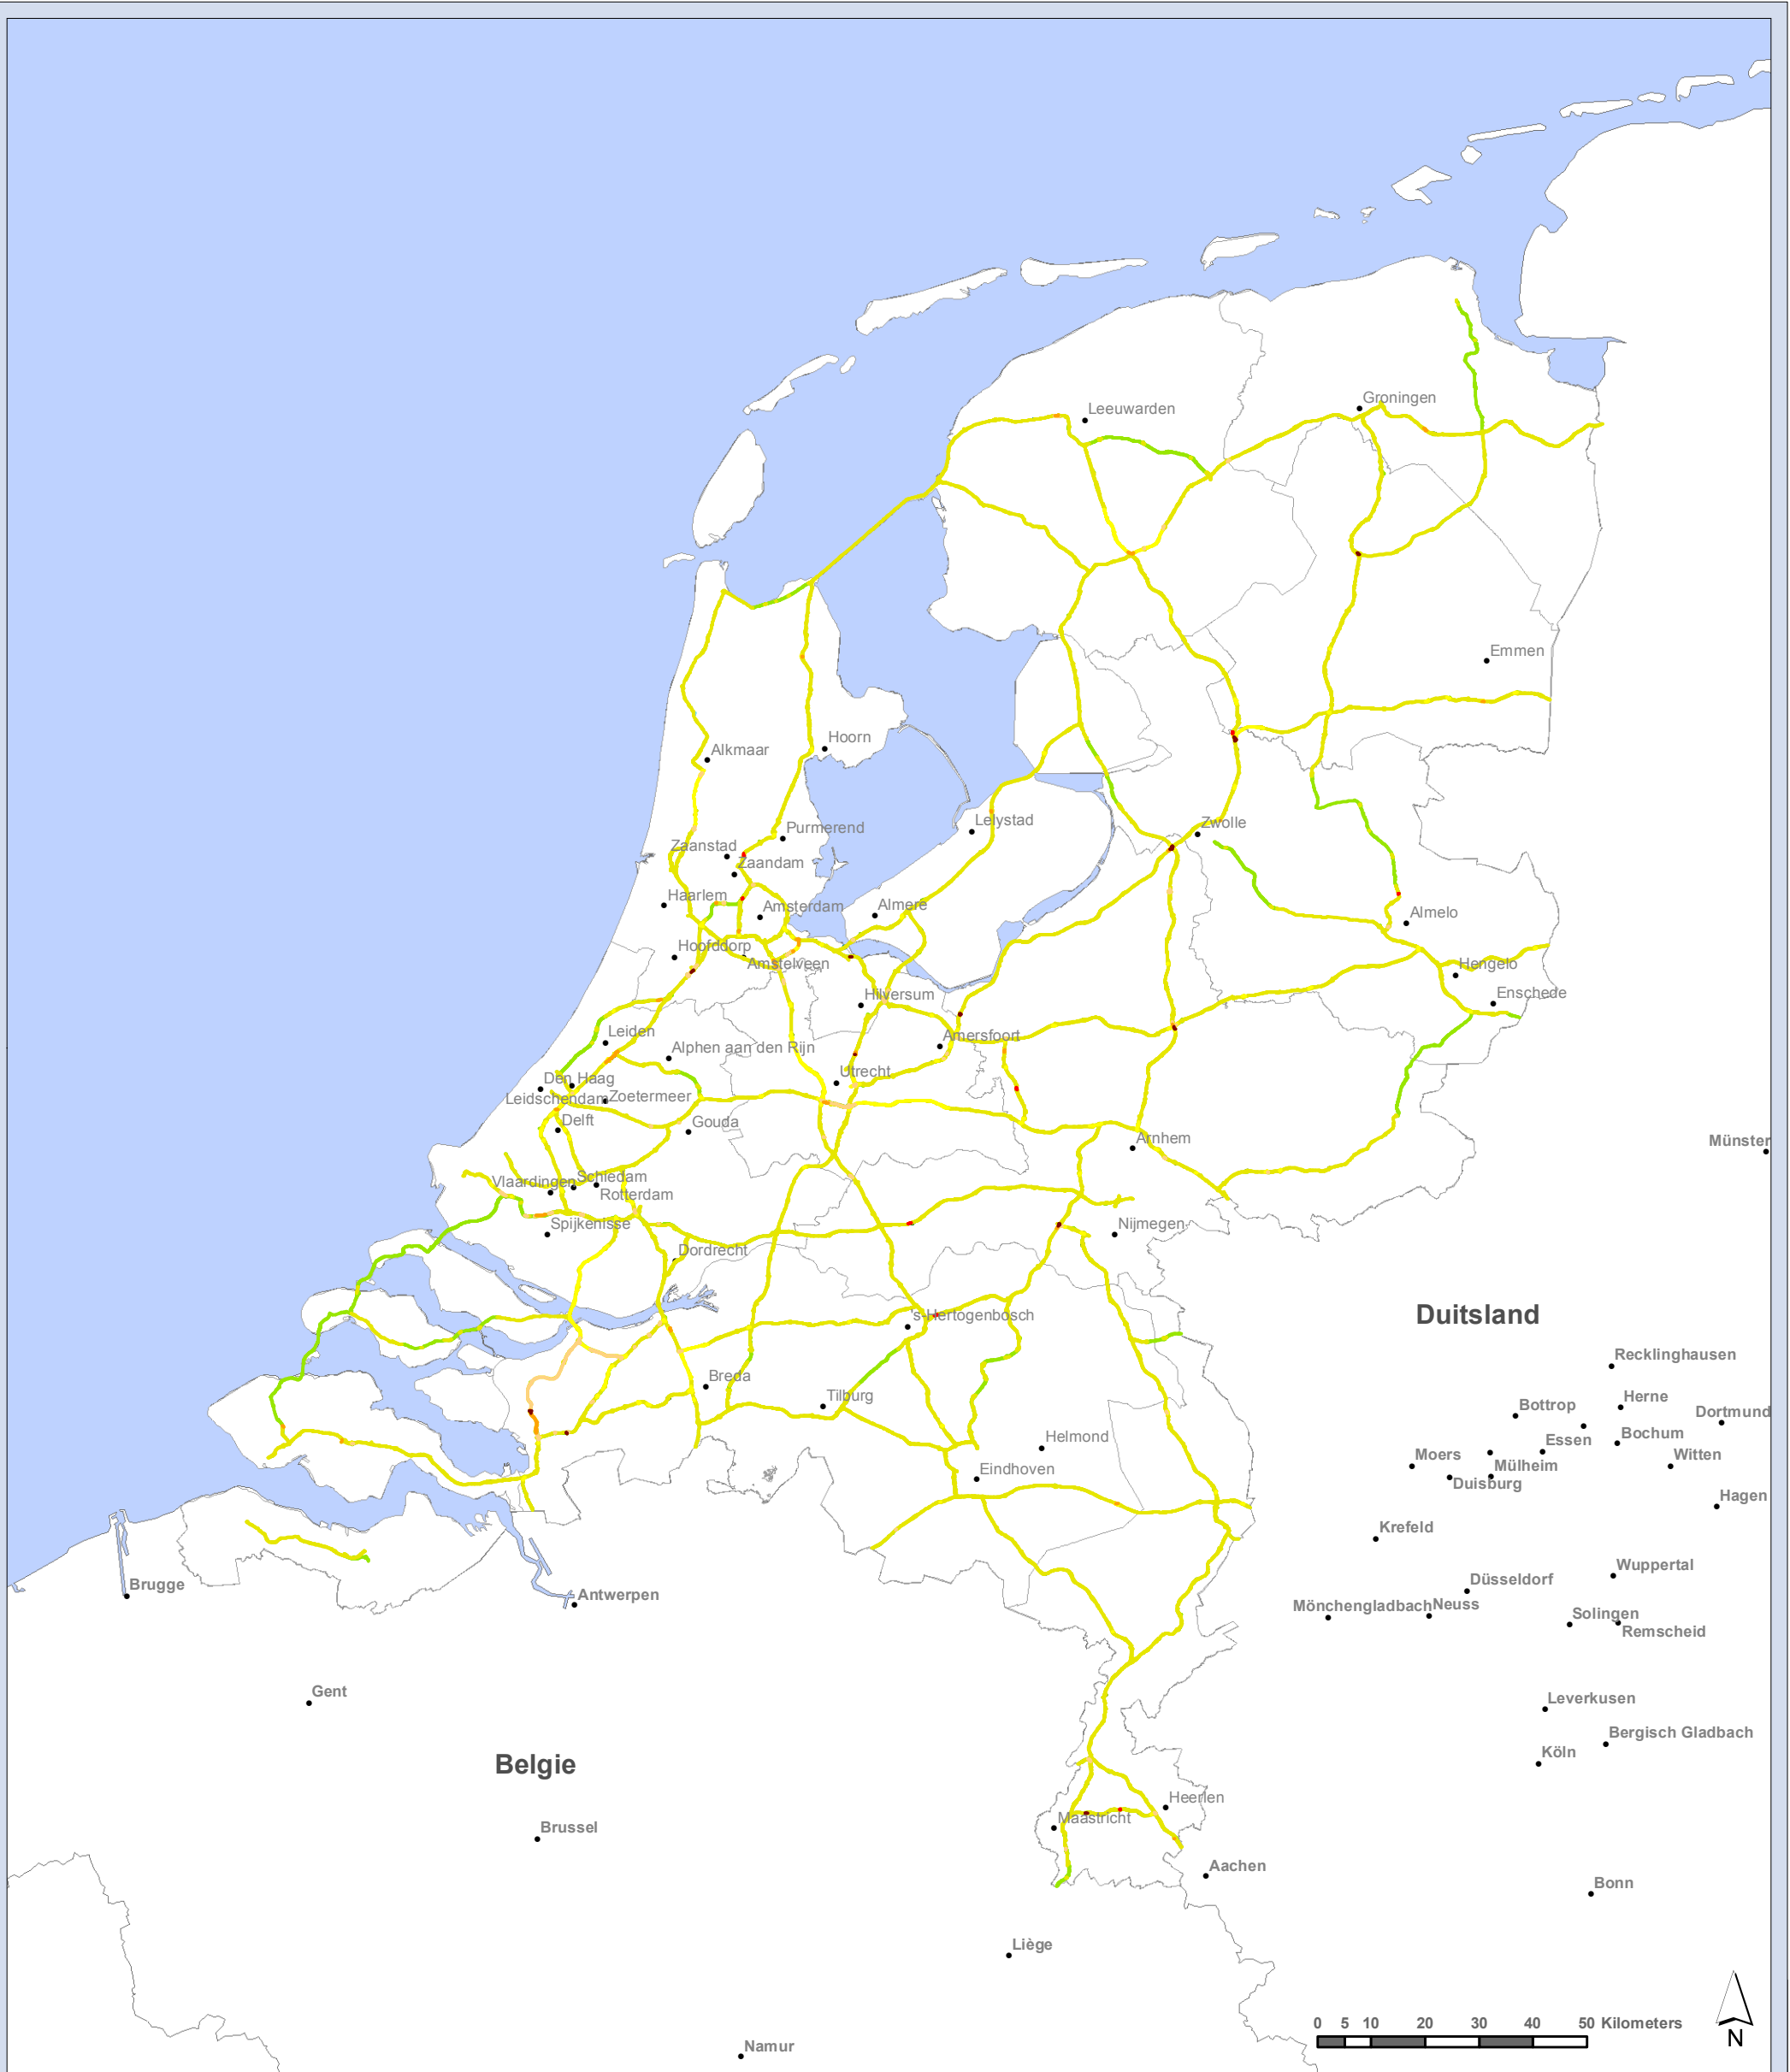 Groningen
Leeuwarden
Emmen
Hoorn
Alkmaar
Purmerend
Lelystad
Zwolle
Zaanstad
Zaandam
Haarlem
Amsterdam
Almere
Almelo
Hoofddorp
Amstelveen
Hengelo
Hilversum
Enschede
Leiden
Amersfoort
Alphen aan den Rijn
Utrecht
Den Haag
Leidschendam
Zoetermeer
Delft
Gouda
Arnhem
Münster
Vlaardingen
Schiedam
Rotterdam
Spijkenisse
Nijmegen
Dordrecht
's-Hertogenbosch
Duitsland
Recklinghausen
Breda
Tilburg
Bottrop
Herne
Dortmund
Helmond
Essen
Bochum
Moers
Mülheim
Witten
Eindhoven
Duisburg
Hagen
Krefeld
Brugge
Antwerpen
Wuppertal
Düsseldorf
Mönchengladbach
Neuss
Solingen
Remscheid
Gent
Leverkusen
Bergisch Gladbach
Belgie
Köln
Heerlen
Maastricht
Brussel
Aachen
Bonn
Liège
0 5 10 20 30 40 50 Kilometers
N
Namur